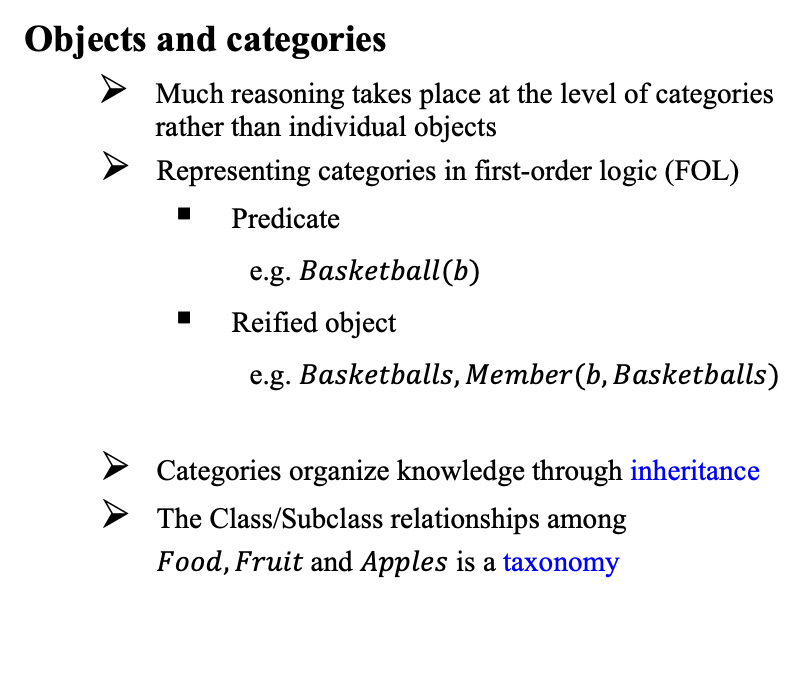 Objects and categories
➢ Much reasoning takes place at the level of categories
rather than individual objects
➢ Representing categories in first-order logic (FOL)
▪ Predicate
e.g. Basketball(b)
▪ Reified object
e.g. Basketballs, Member(b, Basketballs)
➢ Categories organize knowledge through inheritance
➢ The Class/Subclass relationships among
Food, Fruit and Apples is a taxonomy